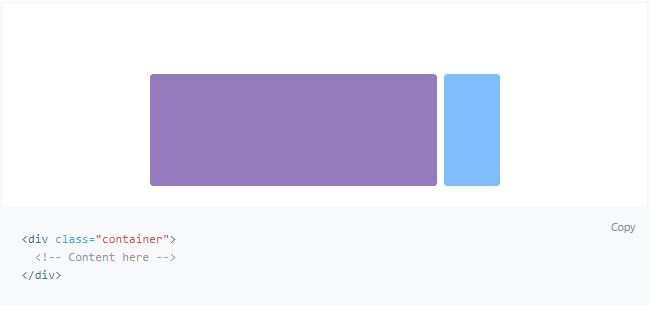 Copy
<div class="container">
<!-- Content here -->
</div>